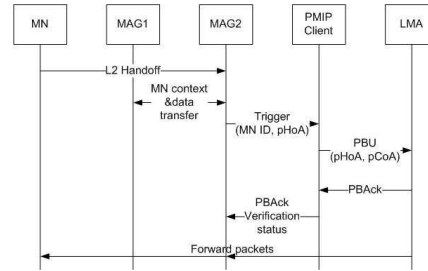 MN
MAG1
MAG2
PMIP
Client
LMA
L2 Handoff
MN context
&data
transfer
Trigger
(MN ID, pHoA)
PBU
(pHoA, pCoA)
PBAck
PBAck
Verification
status
Forward packets